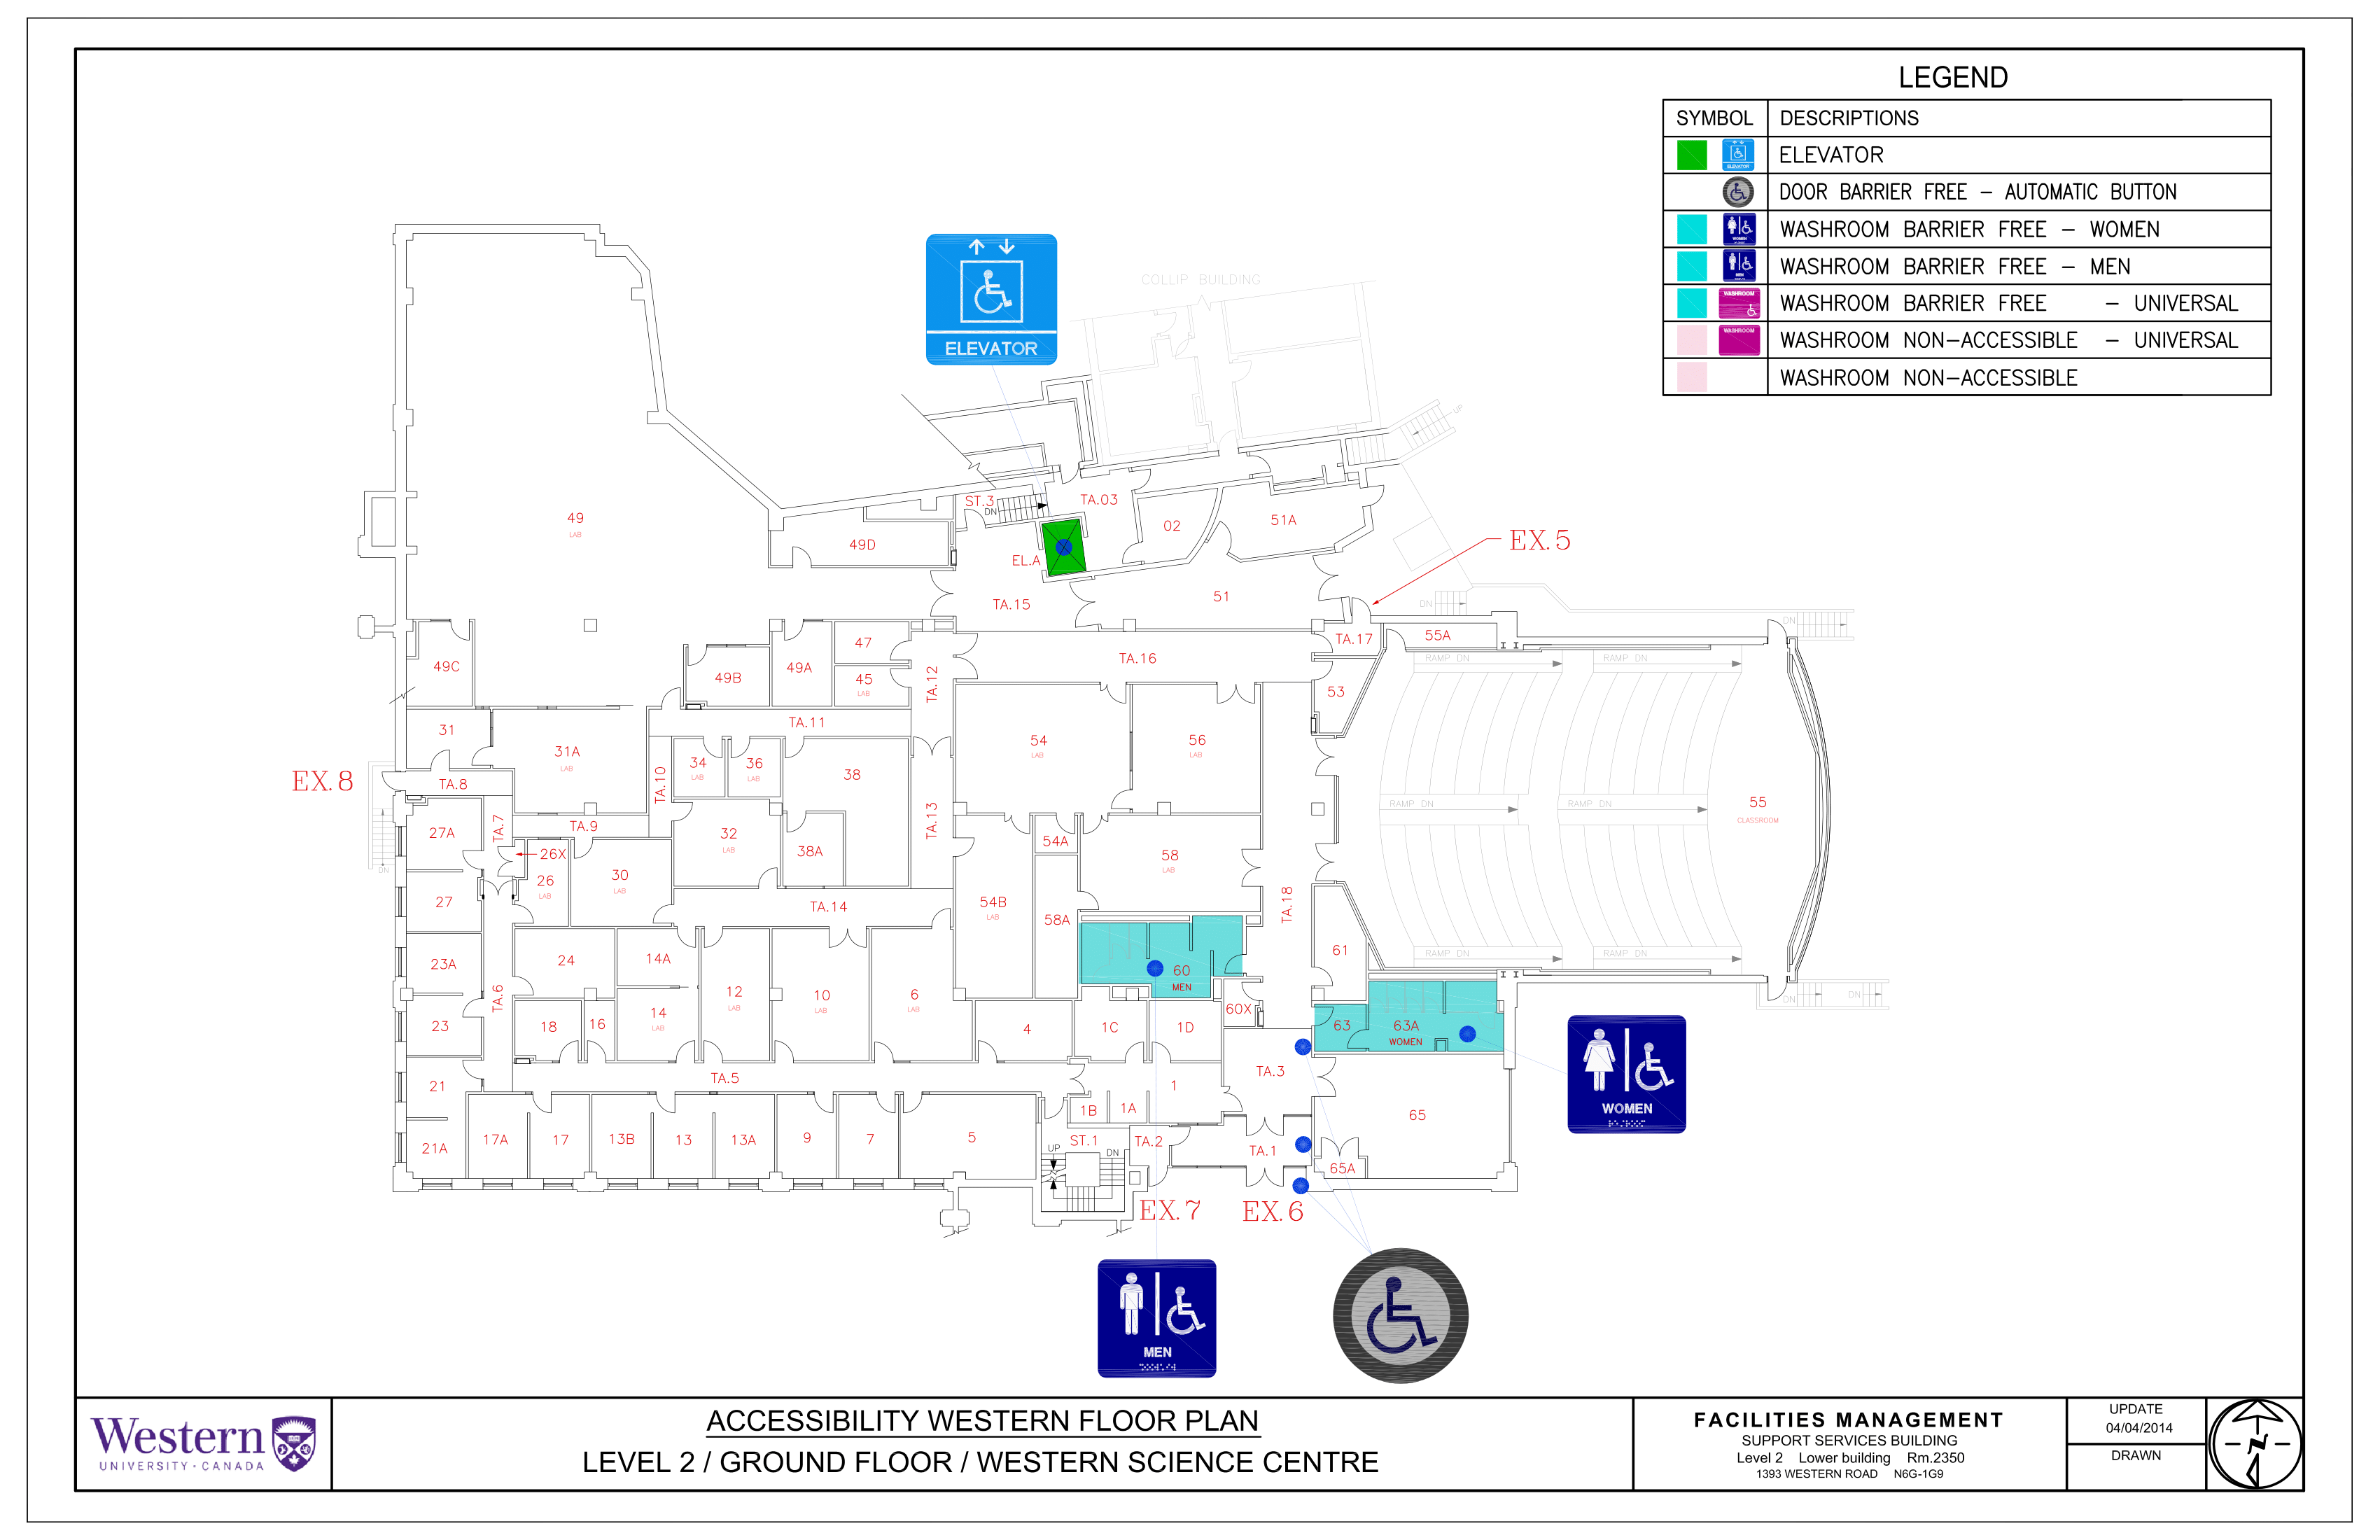 LEGEND
SYMBOL DESCRIPTIONS
ELEVATOR ELEVATOR
DOOR BARRIER FREE - AUTOMATIC BUTTON
WOMEN WASHROOM BARRIER FREE - WOMEN
MEN WASHROOM BARRIER FREE - MEN
WASHROOM WASHROOM BARRIER FREE - UNIVERSAL
WASHROOM WASHROOM NON-ACCESSIBLE - UNIVERSAL
WASHROOM NON-ACCESSIBLE
ELEVATOR
COLLIP BUILDING
UP
ST.3
DN
TA.03
02
51A
49
LAB
49D
EL.A
EX.5
TA.15
51
DN
DN
49C
47
49A
49B
45
LAB
TA.12
TA.16
TA.17
55A
RAMP DN
RAMP DN
53
31
31A
LAB
TA.11
54
LAB
56
LAB
EX.8
TA.8
TA.10
34
LAB
36
LAB
38
TA.13
RAMP DN
RAMP DN
55
CLASSROOM
27A
TA.7
TA.9
32
LAB
38A
54A
58
LAB
DN
26X
26
LAB
30
LAB
27
TA.14
54B
LAB
58A
TA.18
23A
24
14A
61
RAMP DN
RAMP DN
60
MEN
TA.6
12
LAB
10
LAB
6
LAB
60X
DN
DN
23
18
16
14
LAB
4
1C
1D
63
63A
WOMEN
21
TA.5
1
TA.3
1B
1A
65
21A
17A
17
13B
13
13A
9
7
5
ST.1
UP
DN
TA.2
TA.1
65A
EX.7
EX.6
WOMEN
MEN
Western
UNIVERSITY · CANADA
ACCESSIBILITY WESTERN FLOOR PLAN
LEVEL 2 / GROUND FLOOR / WESTERN SCIENCE CENTRE
FACILITIES MANAGEMENT
SUPPORT SERVICES BUILDING
Level 2 Lower building Rm.2350
1393 WESTERN ROAD N6G-1G9
UPDATE
04/04/2014
DRAWN
N